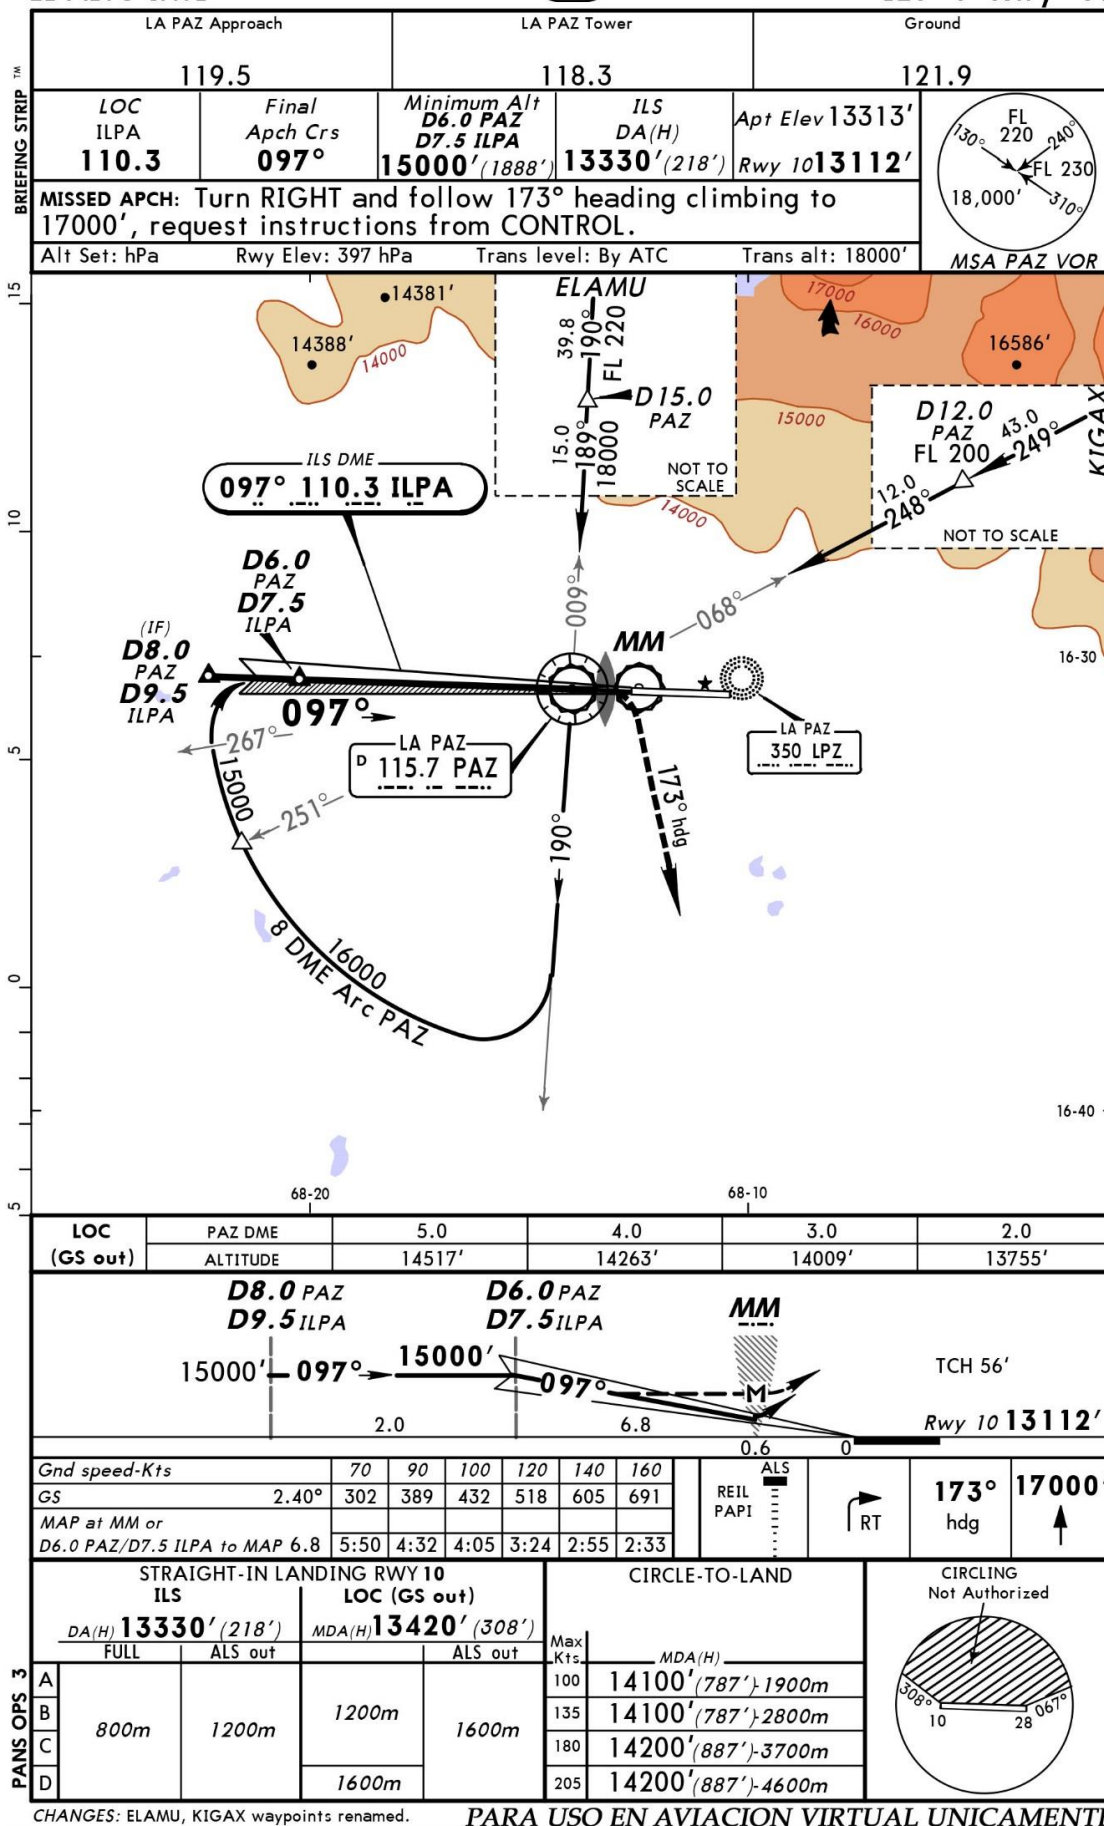 LA PAZ Approach LA PAZ Tower Ground
119.5 118.3 121.9
BRIEFING STRIP TM
LOC Final Minimum Alt ILS
ILPA Apch Crs D6.0 PAZ DA(H) Apt Elev 13313'
D7.5 ILPA
110.3 097° 15000' (1888') 13330' (218') Rwy 10 13112'
MISSED APCH: Turn RIGHT and follow 173° heading climbing to
17000', request instructions from CONTROL.
Alt Set: hPa Rwy Elev: 397 hPa Trans level: By ATC Trans alt: 18000'
FL
220
130°
240°
FL 230
18,000'
310°
MSA PAZ VOR
15
10
5
0
5
14381'
14388'
14000
ELAMU
39.8
190°
FL 220
D15.0
PAZ
15.0
189°
18000
NOT TO
SCALE
17000
16000
16586'
15000
14000
D12.0
PAZ
FL 200
43.0
249°
KIGAX
12.0
248°
NOT TO SCALE
ILS DME
097° 110.3 ILPA
D6.0
PAZ
D7.5
ILPA
(IF)
D8.0
PAZ
D9.5
ILPA
009°
068°
MM
16-30
097°
267°
15000
251°
LA PAZ
D 115.7 PAZ
LA PAZ
350 LPZ
190°
173° hdg
16000
8 DME Arc PAZ
16-40
68-20
68-10
LOC PAZ DME 5.0 4.0 3.0 2.0
(GS out) ALTITUDE 14517' 14263' 14009' 13755'
D8.0 PAZ D6.0 PAZ MM
D9.5 ILPA D7.5 ILPA
15000' 097° 15000' 097° M TCH 56'
2.0 6.8 Rwy 10 13112'
0.6 0
Gnd speed-Kts 70 90 100 120 140 160
GS 2.40° 302 389 432 518 605 691
MAP at MM or
D6.0 PAZ/D7.5 ILPA to MAP 6.8 5:50 4:32 4:05 3:24 2:55 2:33
ALS
REIL
PAPI
RT
173°
hdg
17000'
PANS OPS 3
STRAIGHT-IN LANDING RWY 10
ILS LOC (GS out)
DA(H) 13330' (218') MDA(H) 13420' (308')
FULL ALS out ALS out
A
B
C
D
800m
1200m
1200m
1600m
1600m
CIRCLE-TO-LAND
Max
Kts MDA(H)
100 14100' (787')-1900m
135 14100' (787')-2800m
180 14200' (887')-3700m
205 14200' (887')-4600m
CIRCLING
Not Authorized
308°
067°
10
28
CHANGES: ELAMU, KIGAX waypoints renamed. PARA USO EN AVIACION VIRTUAL UNICAMENTE